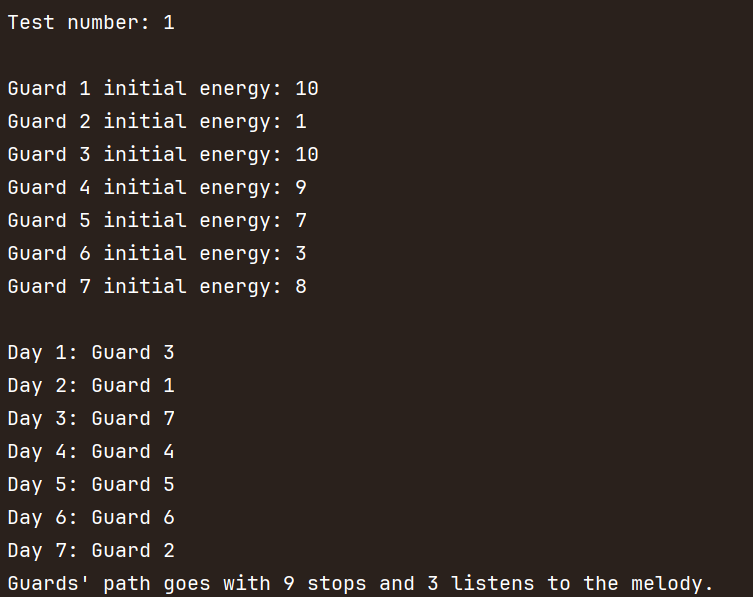 Test number: 1
Guard 1 initial energy: 10
Guard 2 initial energy: 1
Guard 3 initial energy: 10
Guard 4 initial energy: 9
Guard 5 initial energy: 7
Guard 6 initial energy: 3
Guard 7 initial energy: 8
Day 1: Guard 3
Day 2: Guard 1
Day 3: Guard 7
Day 4: Guard 4
Day 5: Guard 5
Day 6: Guard 6
Day 7: Guard 2
Guards' path goes with 9 stops and 3 listens to the melody.